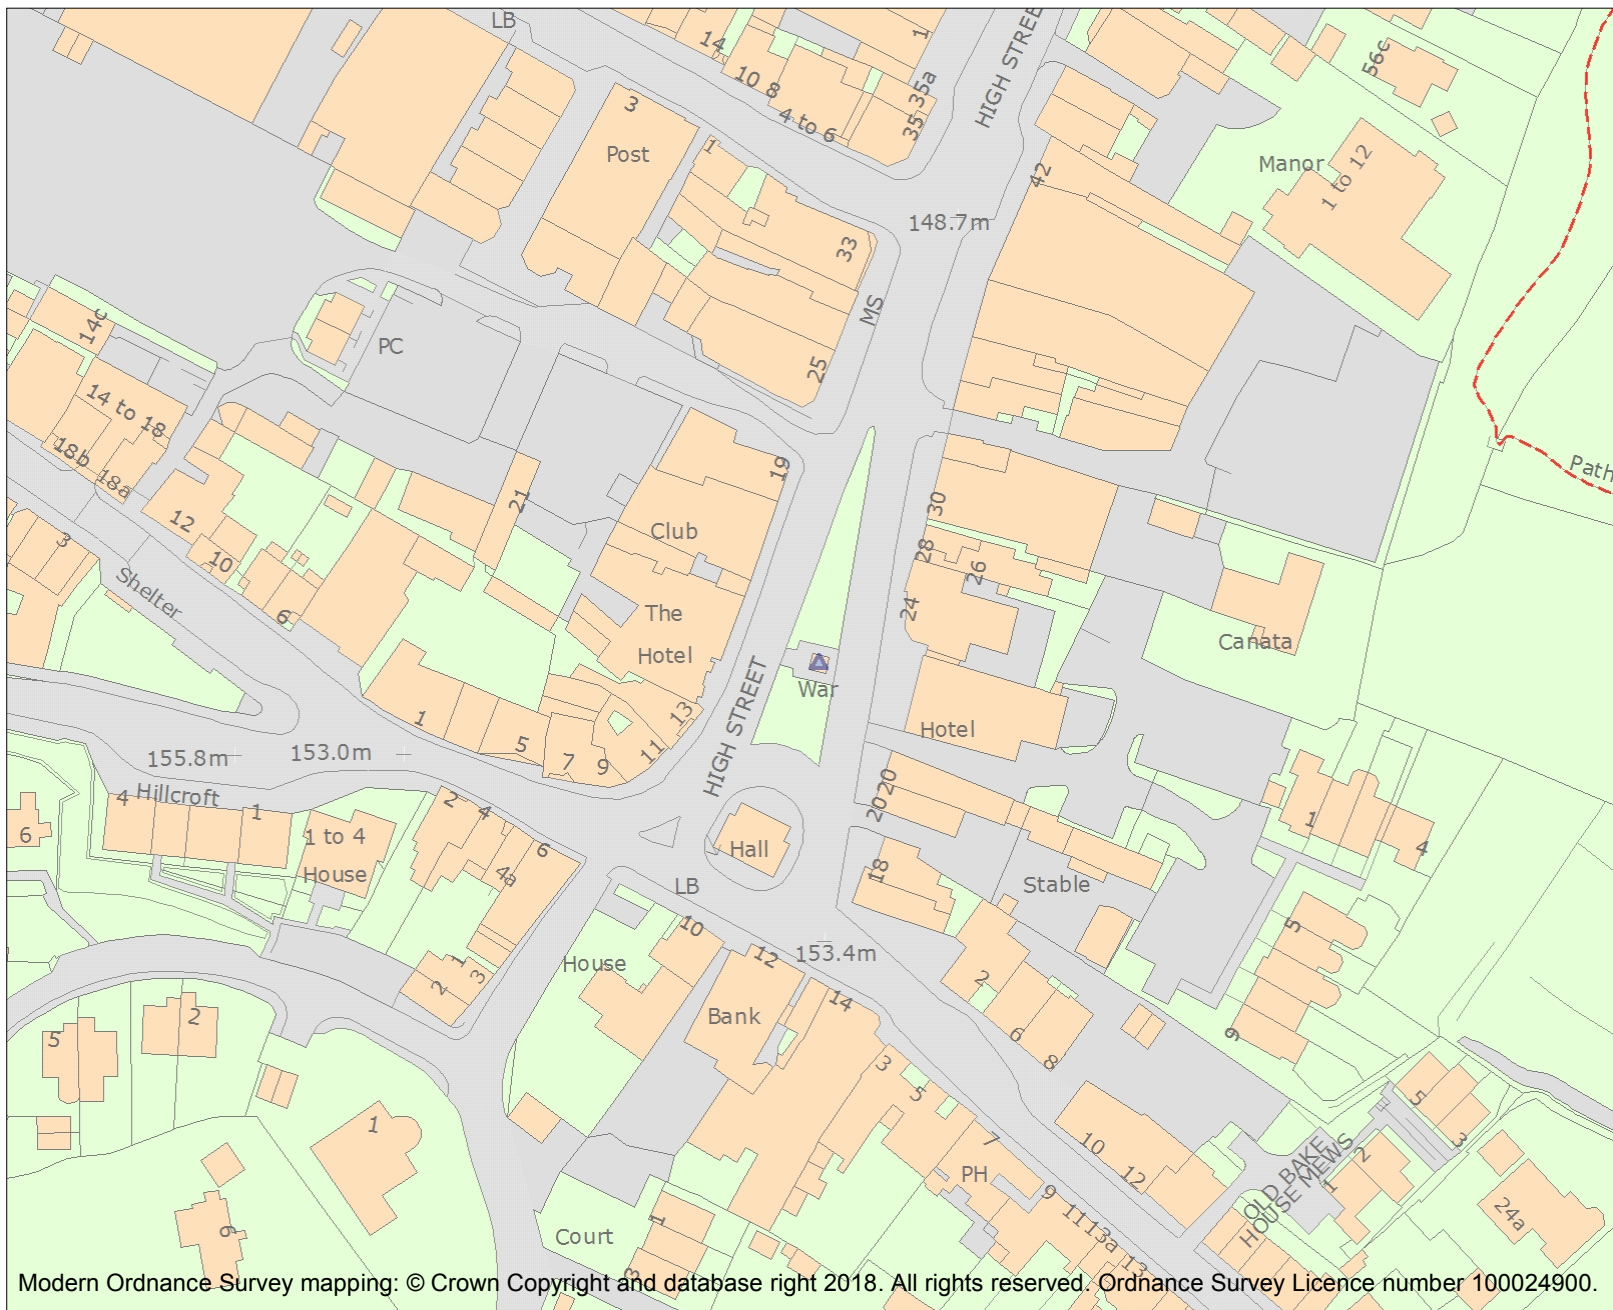 LB
14
10
8
4 to 6
1
35a
35
HIGH STREE
56c
3
Post
1
42
Manor
1 to 12
148.7m
33
MS
25
14c
PC
14 to 18
18b
18a
19
Path
21
30
Club
12
3
10
28
26
Shelter
6
24
The
Hotel
Canata
War
HIGH STREET
13
1
5
7
9
11
Hotel
155.8m
153.0m
20
20
4
Hillcroft
1
2
4
6
1 to 4
House
4a
6
Hall
18
1
4
LB
Stable
10
House
12
153.4m
5
1
3
2
2
14
Bank
2
5
6
8
9
3
5
1
7
10
12
PH
5
3
2
1
OLD BAKE
HOUSE MEWS
24a
9
11
13a
13
1
3
Court
6
Modern Ordnance Survey mapping: © Crown Copyright and database right 2018. All rights reserved. Ordnance Survey Licence number 100024900.